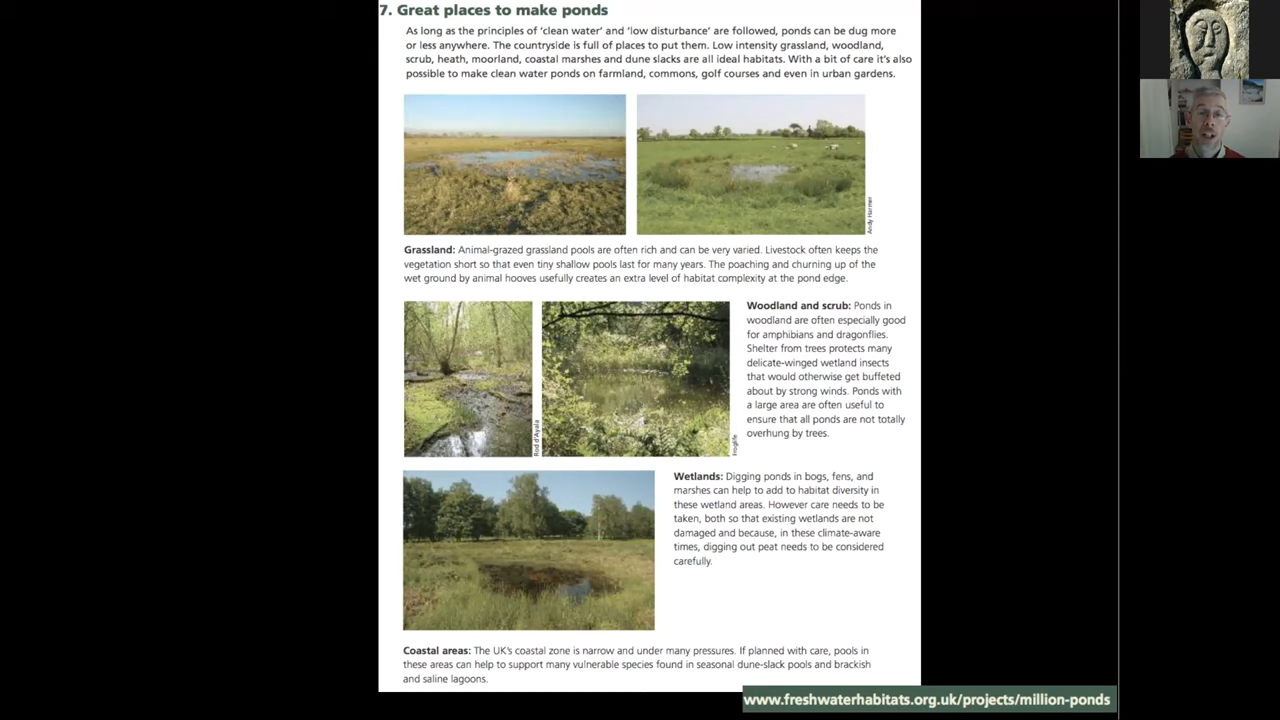 7. Great places to make ponds
As long as the principles of ‘clean water’ and ‘low disturbance’ are followed, ponds can be dug more
or less anywhere. The countryside is full of places to put them. Low intensity grassland, woodland,
scrub, heath, moorland, coastal marshes and dune slacks are all ideal habitats. With a bit of care it’s also
possible to make clean water ponds on farmland, commons, golf courses and even in urban gardens.
Andy Harmer
Grassland: Animal-grazed grassland pools are often rich and can be very varied. Livestock often keeps the
vegetation short so that even tiny shallow pools last for many years. The poaching and churning up of the
wet ground by animal hooves usefully creates an extra level of habitat complexity at the pond edge.
Rod d'Ayala
Froglife
Woodland and scrub: Ponds in
woodland are often especially good
for amphibians and dragonflies.
Shelter from trees protects many
delicate-winged wetland insects
that would otherwise get buffeted
about by strong winds. Ponds with
a large area are often useful to
ensure that all ponds are not totally
overhung by trees.
Wetlands: Digging ponds in bogs, fens, and
marshes can help to add to habitat diversity in
these wetland areas. However care needs to be
taken, both so that existing wetlands are not
damaged and because, in these climate-aware
times, digging out peat needs to be considered
carefully.
Coastal areas: The UK’s coastal zone is narrow and under many pressures. If planned with care, pools in
these areas can help to support many vulnerable species found in seasonal dune-slack pools and brackish
and saline lagoons.
www.freshwaterhabitats.org.uk/projects/million-ponds